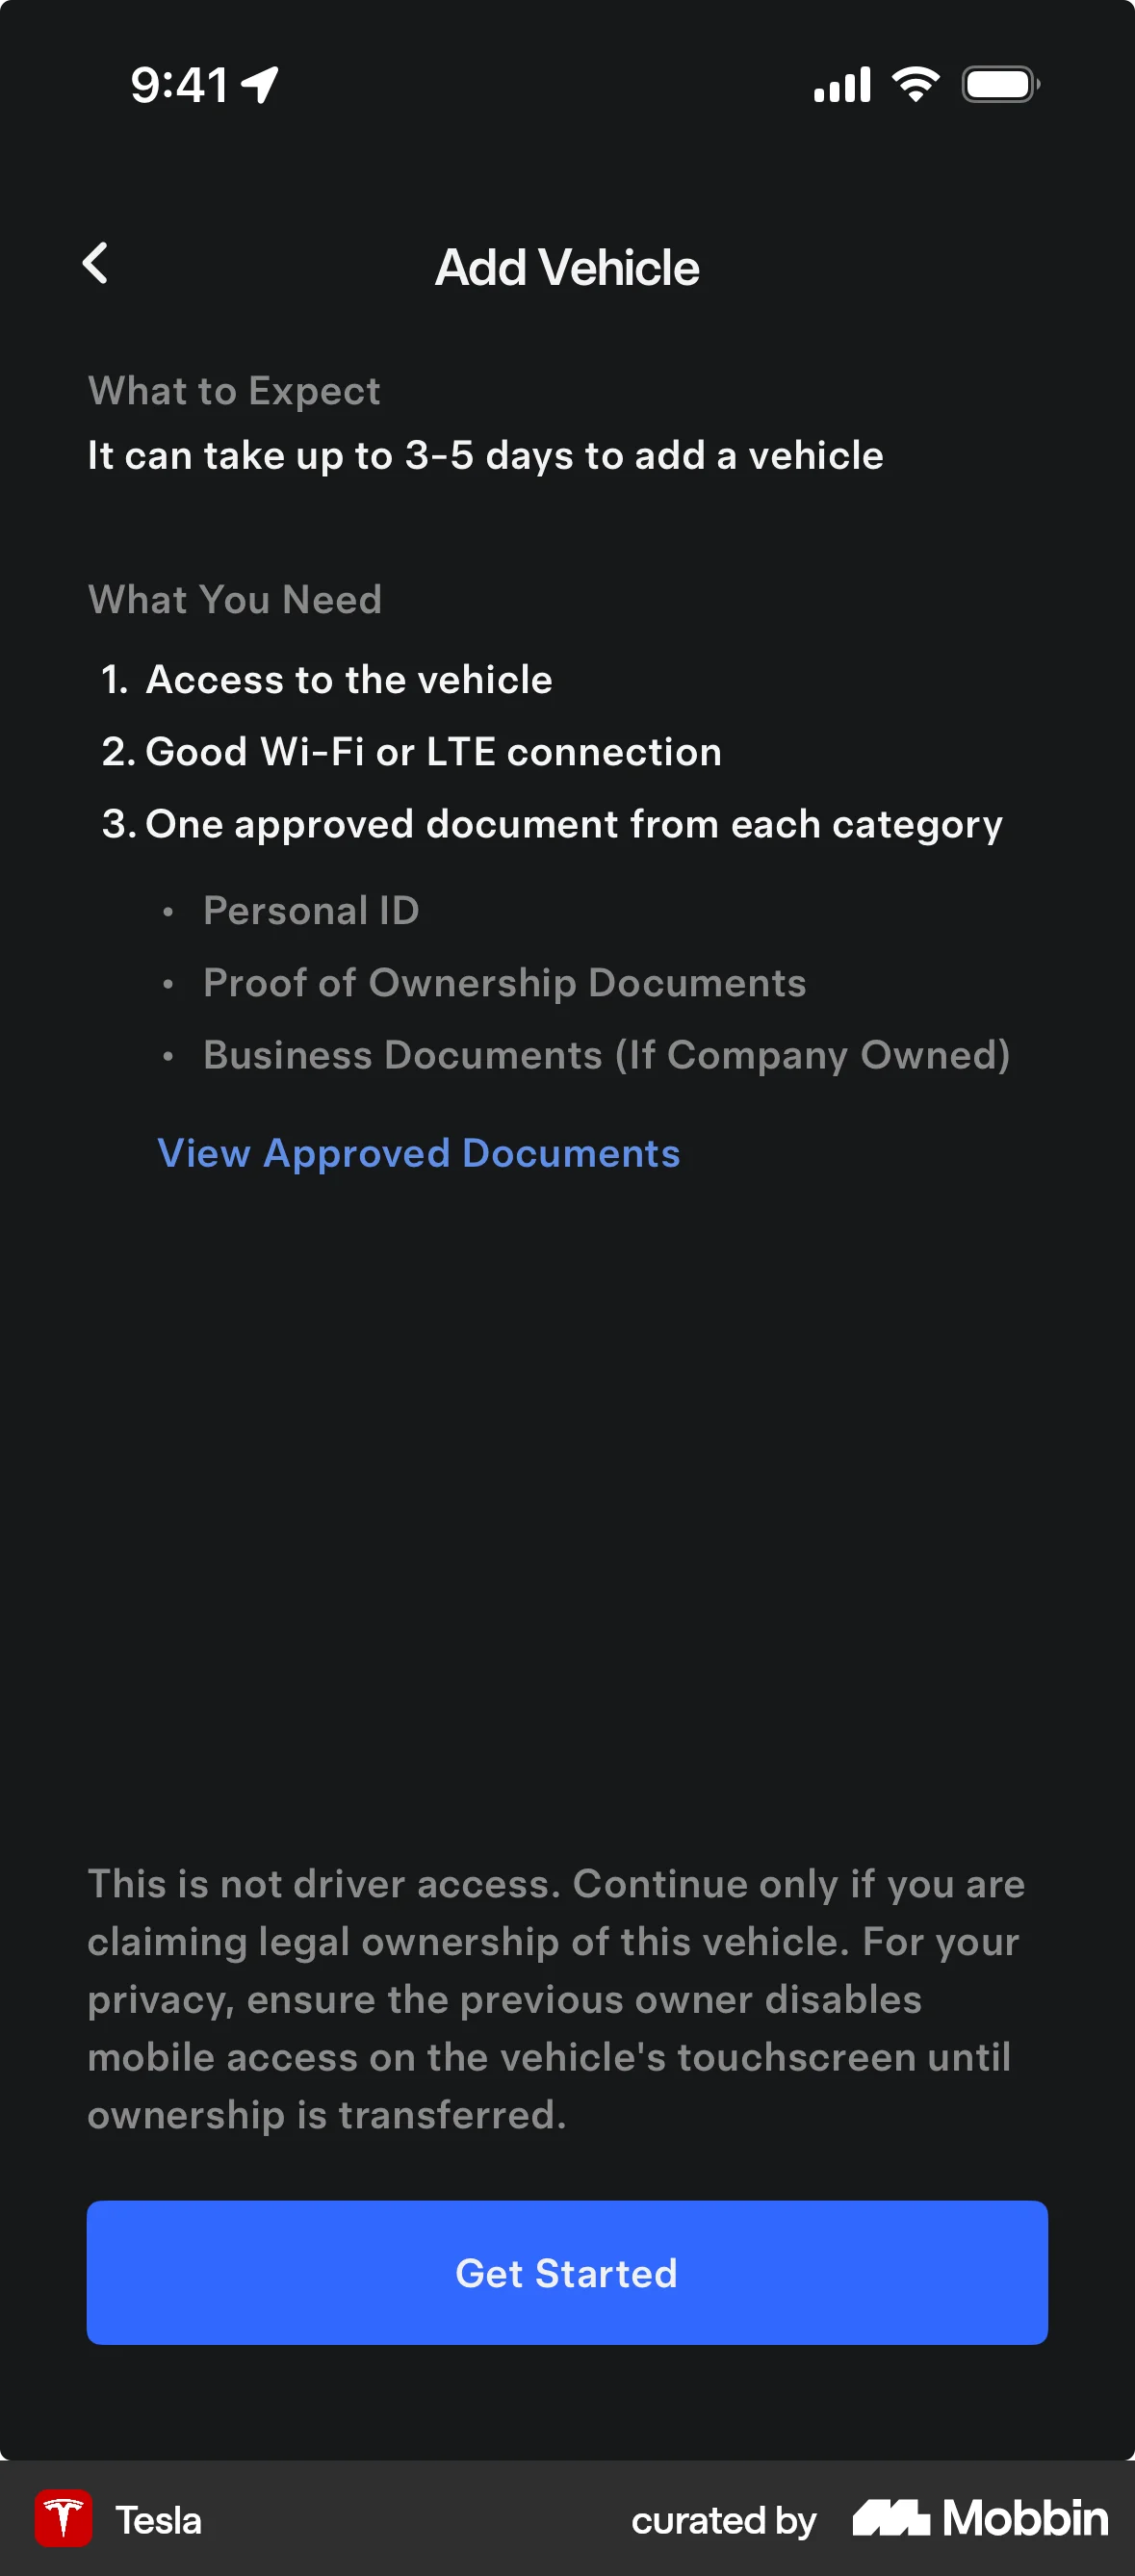 9:41
Add Vehicle
What to Expect
It can take up to 3-5 days to add a vehicle
What You Need
1. Access to the vehicle
2. Good Wi-Fi or LTE connection
3. One approved document from each category
• Personal ID
• Proof of Ownership Documents
• Business Documents (If Company Owned)
View Approved Documents
This is not driver access. Continue only if you are
claiming legal ownership of this vehicle. For your
privacy, ensure the previous owner disables
mobile access on the vehicle's touchscreen until
ownership is transferred.
Get Started
Tesla
curated by Mobbin